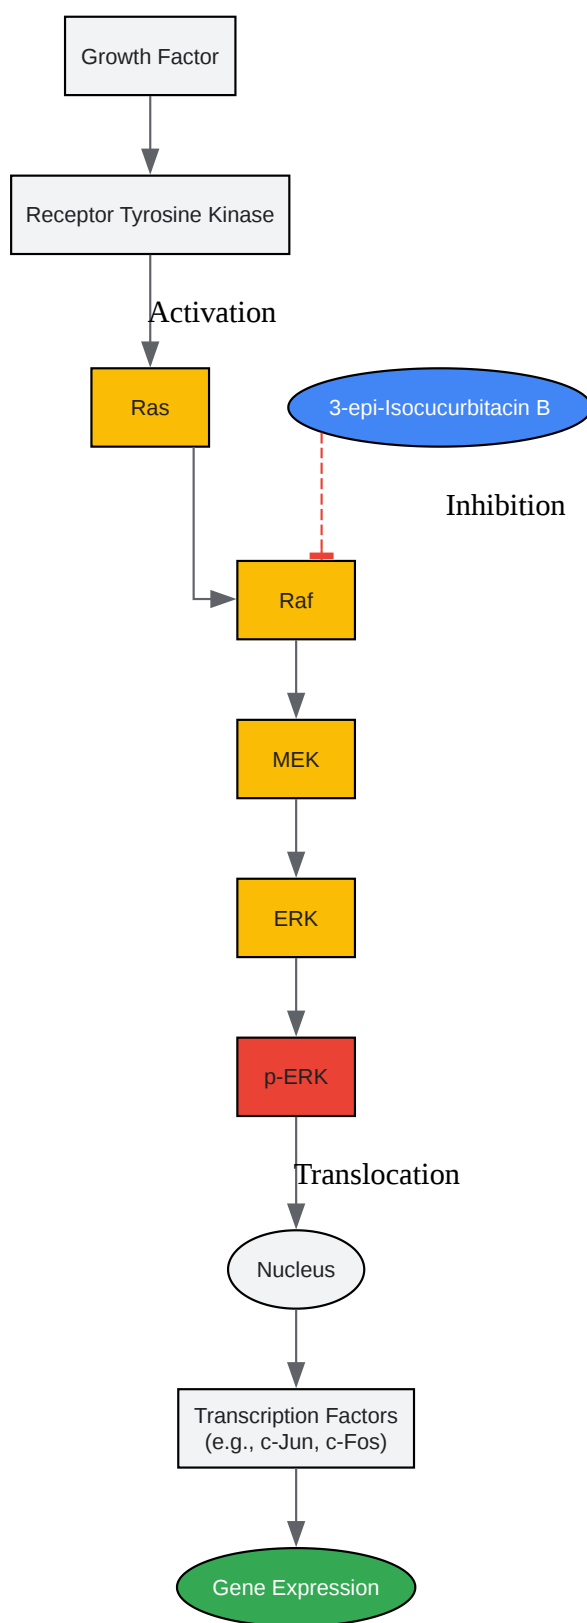 Growth Factor
Receptor Tyrosine Kinase
Activation
Ras
3-epi-Isocucurbitacin B
Inhibition
Raf
MEK
ERK
p-ERK
Translocation
Nucleus
Transcription Factors
(e.g., c-Jun, c-Fos)
Gene Expression